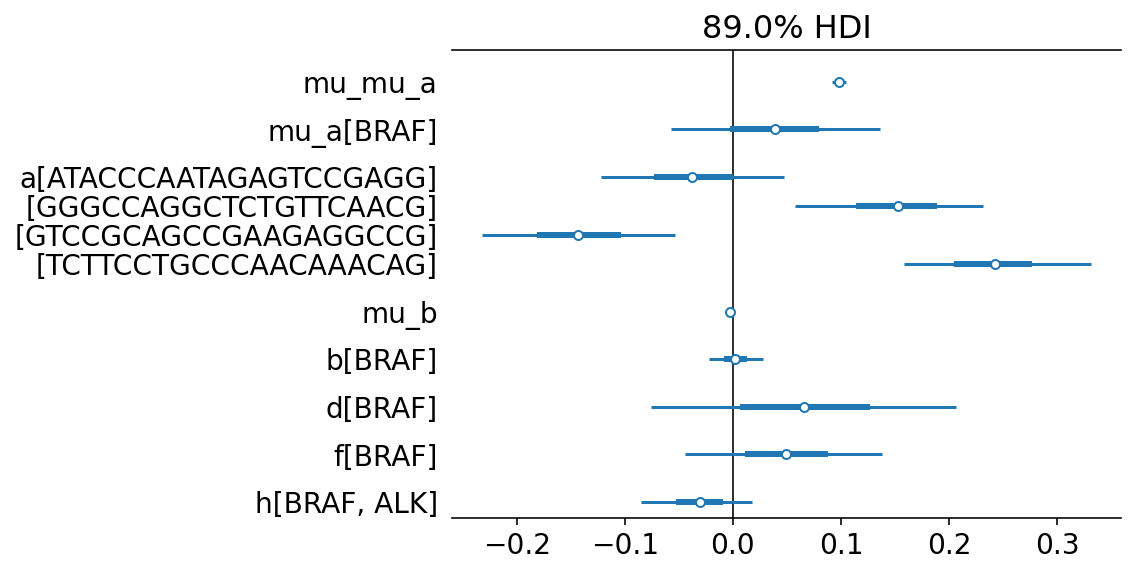 89.0% HDI
mu_mu_a
mu_a[BRAF]
a[ATACCCAATAGAGTCCGAGG]
[GGGCCAGGCTCTGTTCAACG]
[GTCCGCAGCCGAAGAGGCCG]
[TCTTCCTGCCCAACAAACAG]
mu_b
b[BRAF]
d[BRAF]
f[BRAF]
h[BRAF, ALK]
−0.2 −0.1 0.0 0.1 0.2 0.3